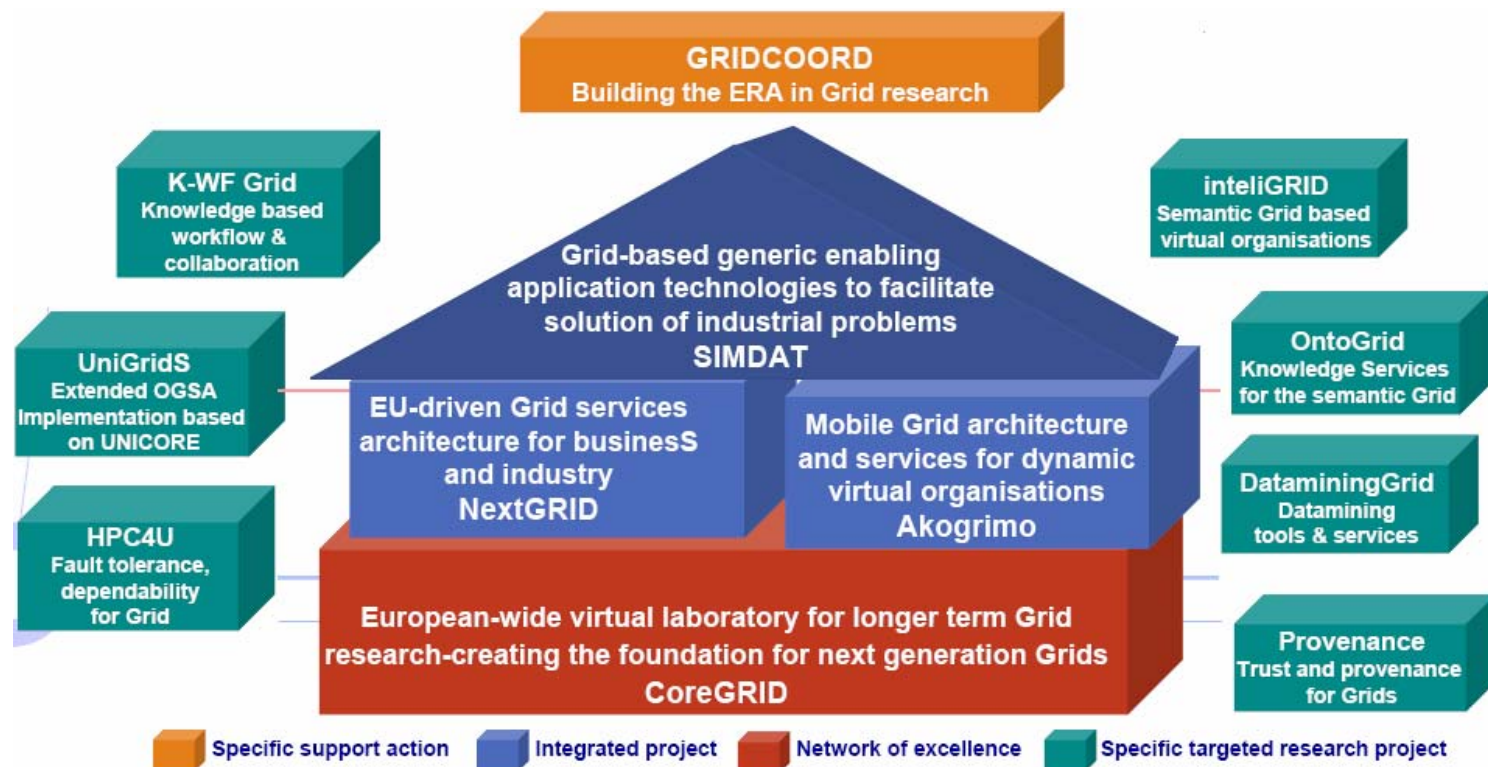 GRIDCOORD
Building the ERA in Grid research
K-WF Grid
Knowledge based
workflow &
collaboration
inteliGRID
Semantic Grid based
virtual organisations
Grid-based generic enabling
application technologies to facilitate
solution of industrial problems
SIMDAT
UniGridS
Extended OGSA
Implementation based
on UNICORE
OntoGrid
Knowledge Services
for the semantic Grid
EU-driven Grid services
architecture for businesS
and industry
NextGRID
Mobile Grid architecture
and services for dynamic
virtual organisations
Akogrimo
DataminingGrid
Datamining
tools & services
HPC4U
Fault tolerance,
dependability
for Grid
European-wide virtual laboratory for longer term Grid
research-creating the foundation for next generation Grids
CoreGRID
Provenance
Trust and provenance
for Grids
Specific support action
Integrated project
Network of excellence
Specific targeted research project